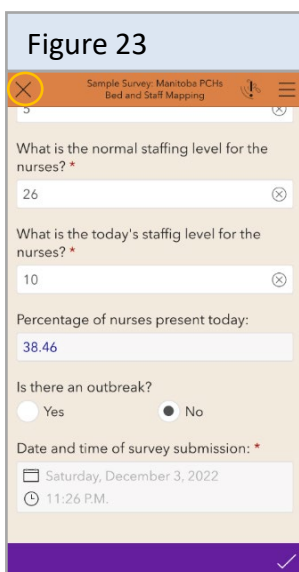 Figure 23
Sample Survey: Manitoba PCHs
Bed and Staff Mapping
5
What is the normal staffing level for the
nurses? *
26
What is the today's staffig level for the
nurses? *
10
Percentage of nurses present today:
38.46
Is there an outbreak?
Yes No
Date and time of survey submission: *
Saturday, December 3, 2022
11:26 P.M.